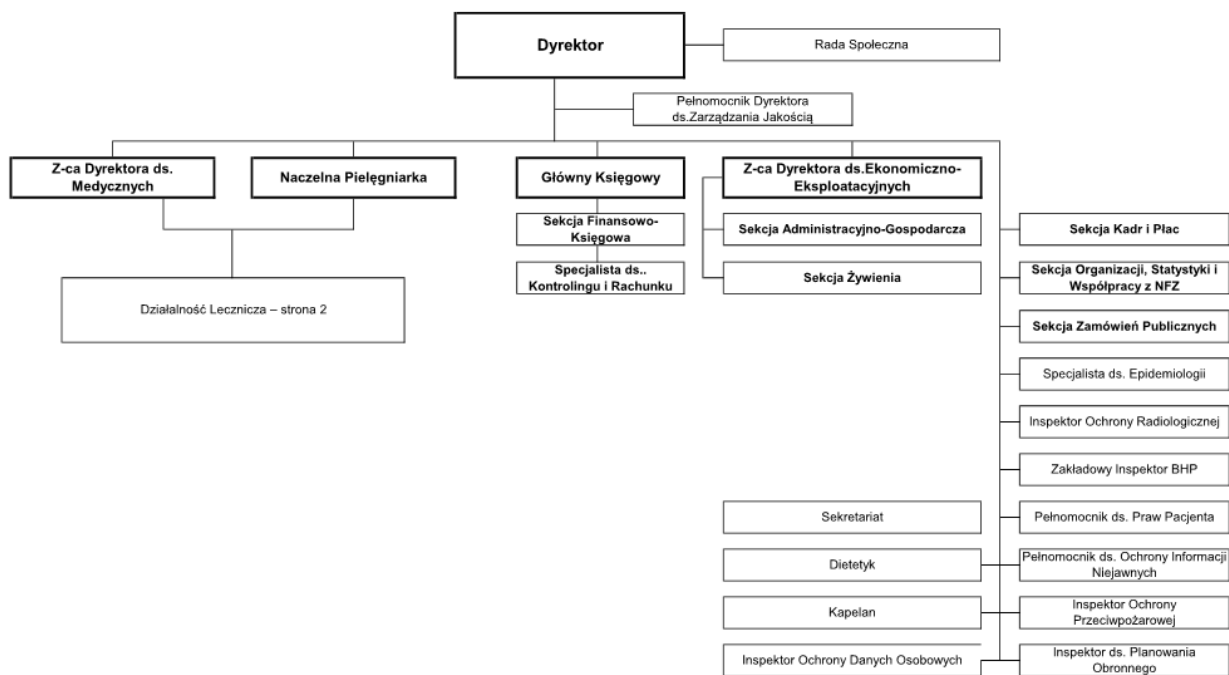 Dyrektor
Rada Społeczna
Pełnomocnik Dyrektora
ds.Zarządzania Jakością
Z-ca Dyrektora ds.
Medycznych
Naczelna Pielęgniarka
Główny Księgowy
Z-ca Dyrektora ds.Ekonomiczno-
Eksploatacyjnych
Sekcja Finansowo-
Księgowa
Sekcja Administracyjno-Gospodarcza
Sekcja Kadr i Płac
Specjalista ds..
Kontrolingu i Rachunku
Sekcja Żywienia
Sekcja Organizacji, Statystyki i
Współpracy z NFZ
Działalność Lecznicza – strona 2
Sekcja Zamówień Publicznych
Specjalista ds. Epidemiologii
Inspektor Ochrony Radiologicznej
Zakładowy Inspektor BHP
Sekretariat
Pełnomocnik ds. Praw Pacjenta
Dietetyk
Pełnomocnik ds. Ochrony Informacji
Niejawnych
Kapelan
Inspektor Ochrony
Przeciwpożarowej
Inspektor Ochrony Danych Osobowych
Inspektor ds. Planowania
Obronnego